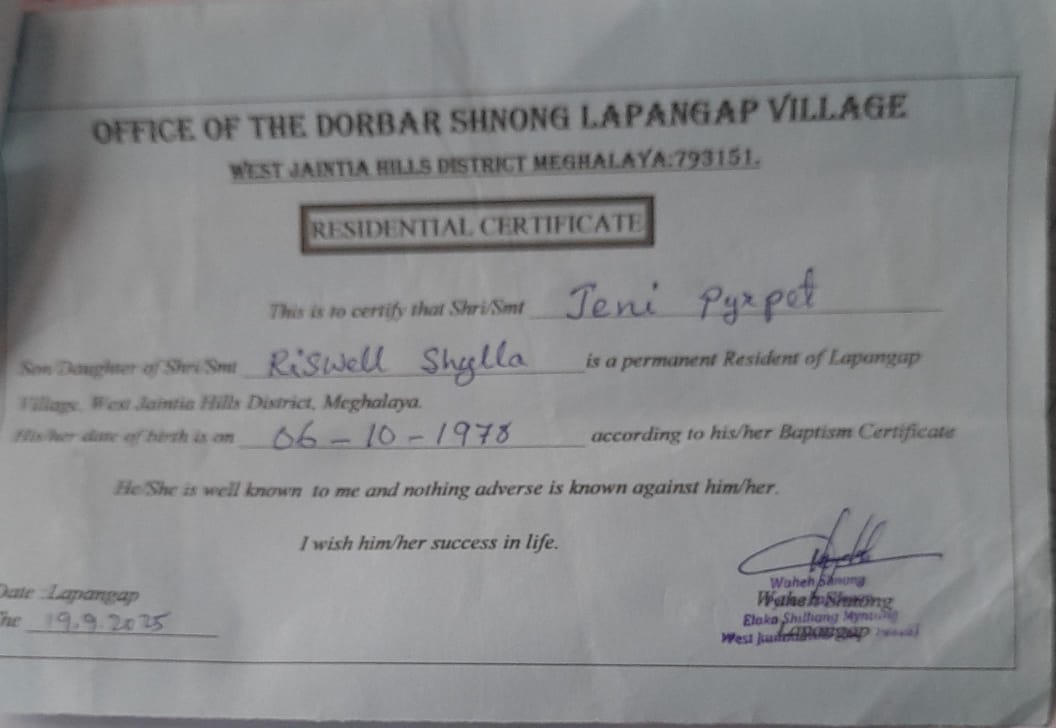 OFFICE OF THE DORBAR SHNONG LAPANGAP VILLAGE
WEST JAINTIA HILLS DISTRICT MEGHALAYA:793151.
RESIDENTIAL CERTIFICATE
This is to certify that Shri/Smt Jeni Pyrpet
Son/Daughter of Shri/Smt Riswell Shylla is a permanent Resident of Lapangap
Village, West Jaintia Hills District, Meghalaya.
His/her date of birth is on 06-10-1978 according to his/her Baptism Certificate
He/She is well known to me and nothing adverse is known against him/her.
I wish him/her success in life.
Date :Lapangap
The 19.9.2025
Waheh Shnong
Waheh Shnong
Elaka Shilliang
Lapangap
West